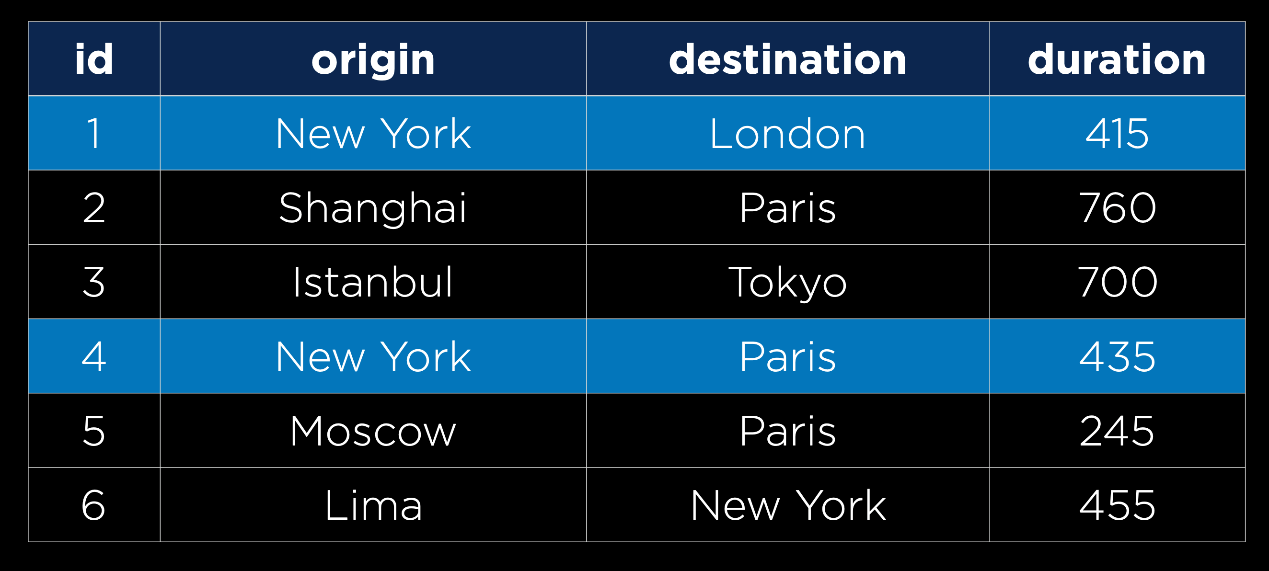 id origin destination duration
1 New York London 415
2 Shanghai Paris 760
3 Istanbul Tokyo 700
4 New York Paris 435
5 Moscow Paris 245
6 Lima New York 455